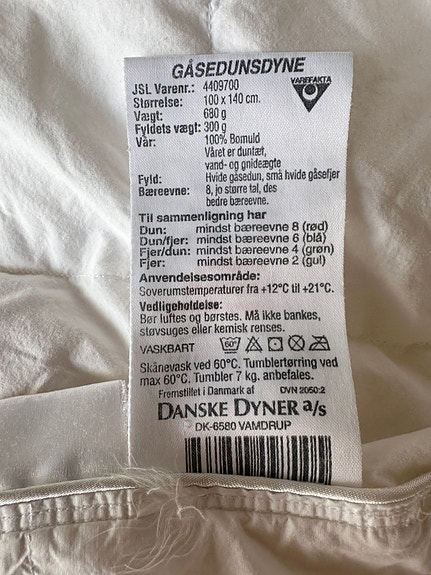 GÅSEDUNSDYNE
VAREFAKTA
JSL Varenr.: 4409700
Størrelse: 100 x 140 cm.
Vægt: 680 g
Fyldets vægt: 300 g
Vår: 100% Bomuld
Våret er duntæt,
vand- og gnideægte
Fyld: Hvide gåsedun, små hvide gåsefjer
Bæreevne: 8, jo større tal, des
bedre bæreevne.
Til sammenligning har
Dun: mindst bæreevne 8 (rød)
Dun/fjer: mindst bæreevne 6 (blå)
Fjer/dun: mindst bæreevne 4 (grøn)
Fjer: mindst bæreevne 2 (gul)
Anvendelsesområde:
Soverumstemperaturer fra +12°C til +21°C.
Vedligeholdelse:
Bør luftes og børstes. Må ikke bankes,
støvsuges eller kemisk renses.
VASKBART 60°
Skånevask ved 60°C. Tumblertørring ved
max 60°C. Tumbler 7 kg. anbefales.
Fremstillet i Danmark af DVN 2050:2
DANSKE DYNER a/s
DK-6580 VAMDRUP